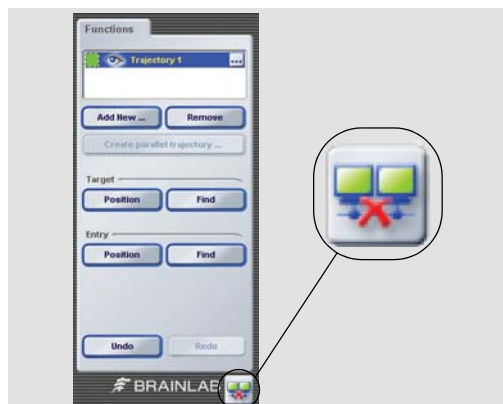 Functions
Trajectory 1 ...
Add New ... Remove
Create parallel trajectory ...
Target
Position Find
Entry
Position Find
Undo Redo
BRAINLAB